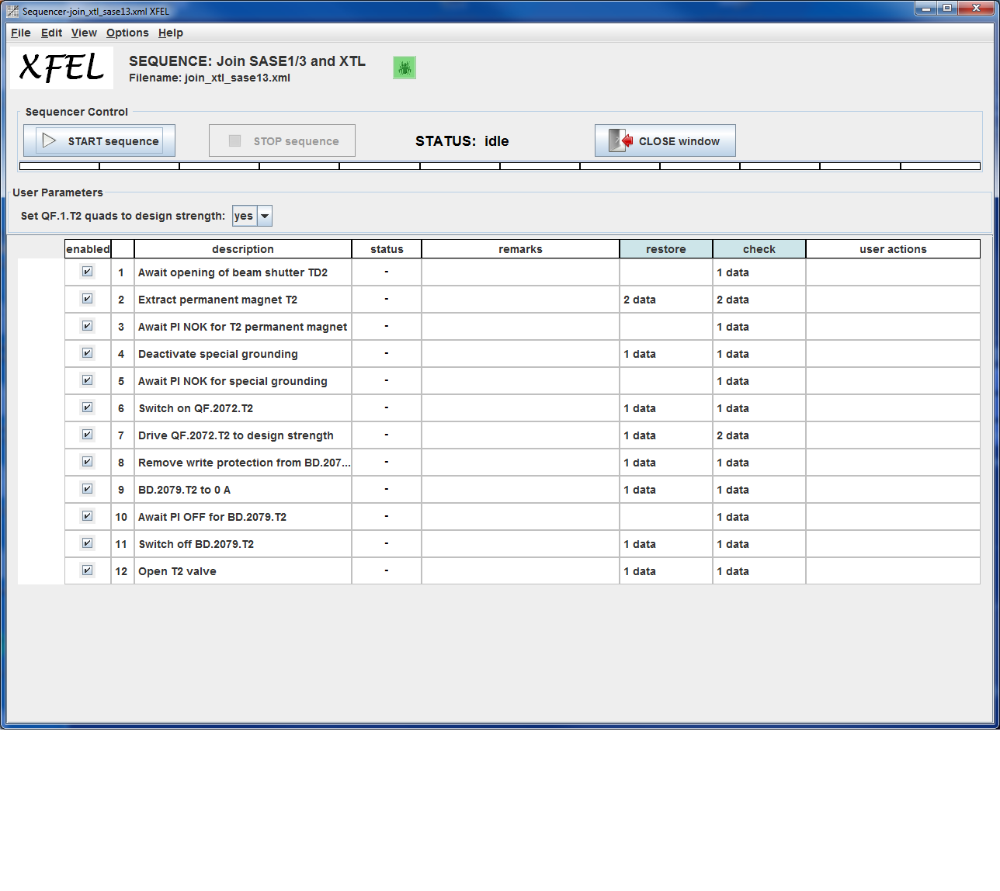 Sequencer-join_xtl_sase13.xml XFEL
File Edit View Options Help
XFEL
SEQUENCE: Join SASE1/3 and XTL
Filename: join_xtl_sase13.xml
Sequencer Control
START sequence STOP sequence STATUS: idle CLOSE window
User Parameters
Set QF.1.T2 quads to design strength: yes
enabled description status remarks restore check user actions
1 Await opening of beam shutter TD2 - 1 data
2 Extract permanent magnet T2 - 2 data 2 data
3 Await PI NOK for T2 permanent magnet - 1 data
4 Deactivate special grounding - 1 data 1 data
5 Await PI NOK for special grounding - 1 data
6 Switch on QF.2072.T2 - 1 data 1 data
7 Drive QF.2072.T2 to design strength - 1 data 2 data
8 Remove write protection from BD.207... - 1 data 1 data
9 BD.2079.T2 to 0 A - 1 data 1 data
10 Await PI OFF for BD.2079.T2 - 1 data
11 Switch off BD.2079.T2 - 1 data 1 data
12 Open T2 valve - 1 data 1 data